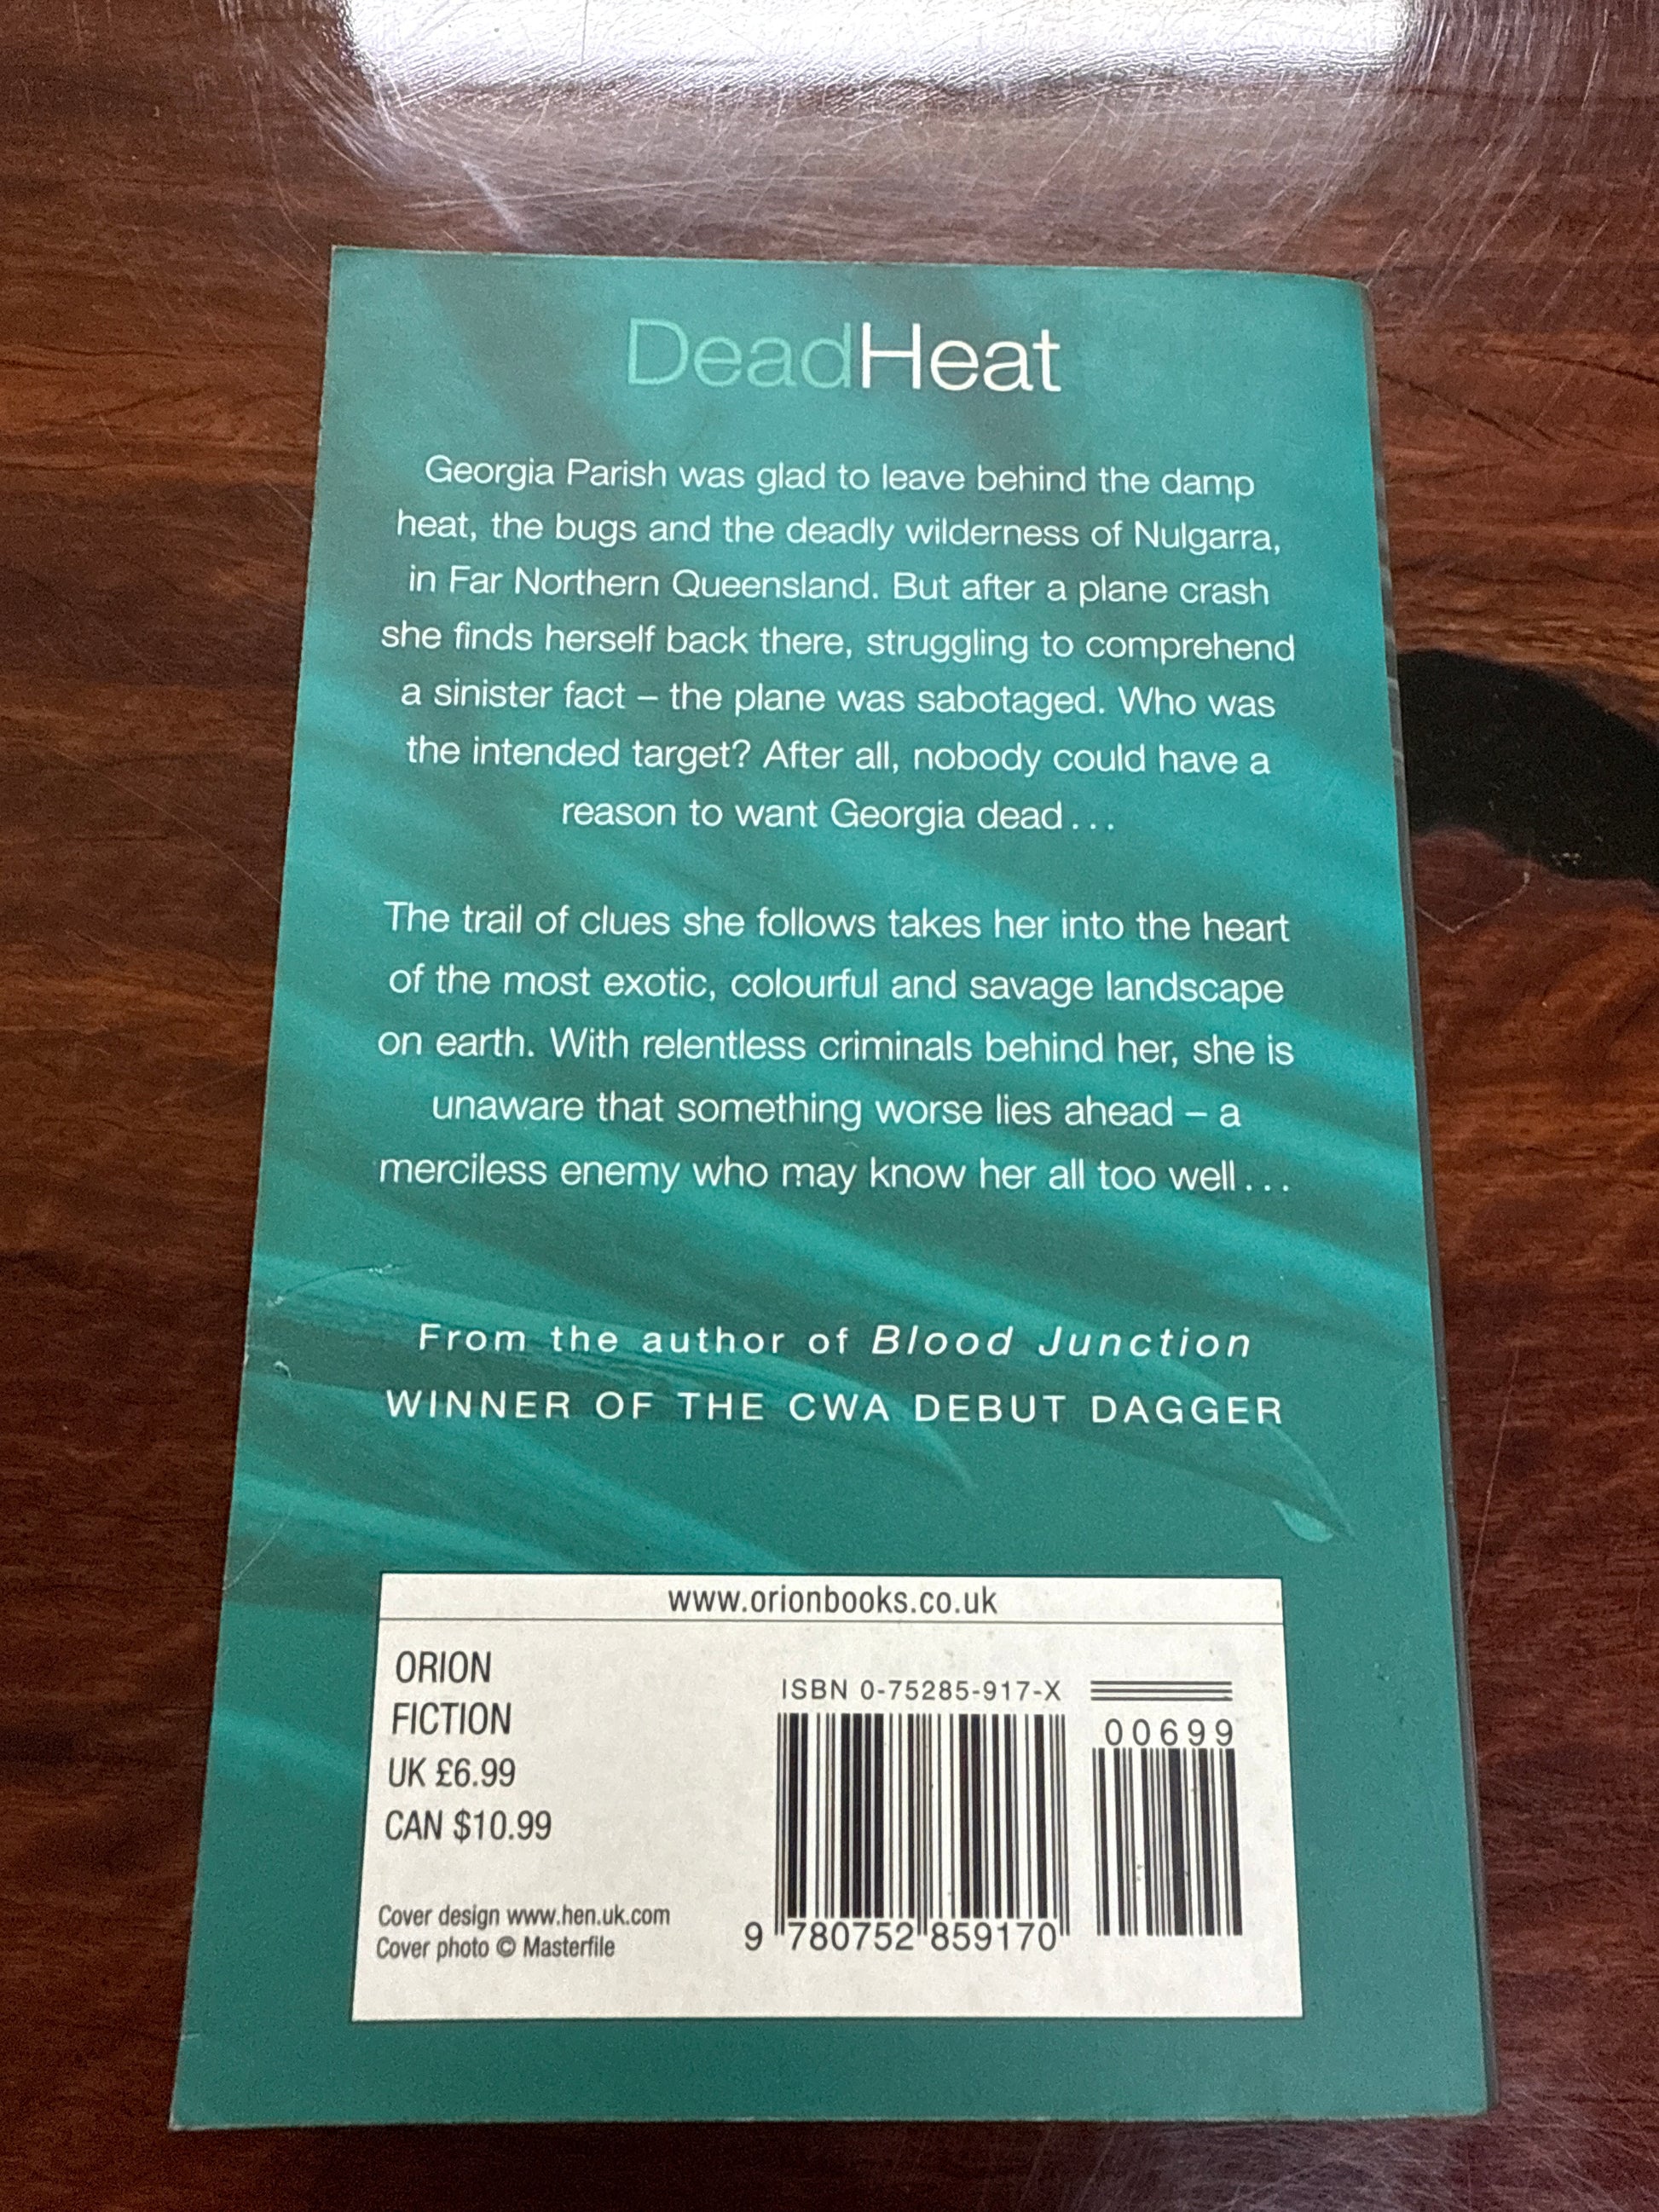 DeadHeat
Georgia Parish was glad to leave behind the damp
heat, the bugs and the deadly wilderness of Nulgarra,
in Far Northern Queensland. But after a plane crash
she finds herself back there, struggling to comprehend
a sinister fact – the plane was sabotaged. Who was
the intended target? After all, nobody could have a
reason to want Georgia dead...
The trail of clues she follows takes her into the heart
of the most exotic, colourful and savage landscape
on earth. With relentless criminals behind her, she is
unaware that something worse lies ahead – a
merciless enemy who may know her all too well...
From the author of Blood Junction
WINNER OF THE CWA DEBUT DAGGER
www.orionbooks.co.uk
ORION
FICTION
UK £6.99
CAN $10.99
Cover design www.hen.uk.com
Cover photo © Masterfile
ISBN 0-75285-917-X
00699
9 780752 859170